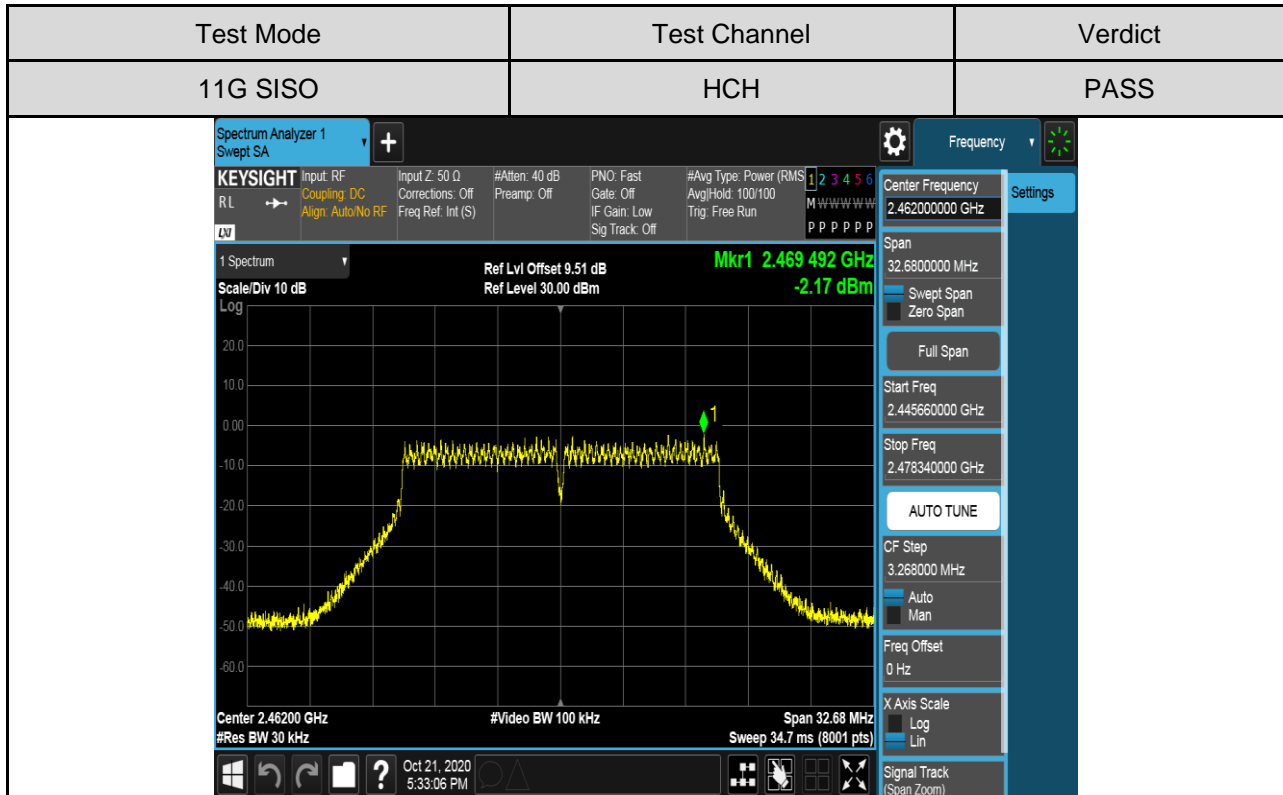 Test Mode Test Channel Verdict
11G SISO HCH PASS
Spectrum Analyzer 1
Swept SA
+
Frequency
KEYSIGHT
RL
LXI
Input: RF
Coupling: DC
Align: Auto/No RF
Input Z: 50 Ω
Corrections: Off
Freq Ref: Int (S)
#Atten: 40 dB
Preamp: Off
PNO: Fast
Gate: Off
IF Gain: Low
Sig Track: Off
#Avg Type: Power (RMS
Avg|Hold: 100/100
Trig: Free Run
1 2 3 4 5 6
M W W W W W
P P P P P P
1 Spectrum
Scale/Div 10 dB
Ref Lvl Offset 9.51 dB
Ref Level 30.00 dBm
Mkr1 2.469 492 GHz
-2.17 dBm
Log
20.0
10.0
0.00
-10.0
-20.0
-30.0
-40.0
-50.0
-60.0
1
Center 2.46200 GHz
#Res BW 30 kHz
#Video BW 100 kHz
Span 32.68 MHz
Sweep 34.7 ms (8001 pts)
?
Oct 21, 2020
5:33:06 PM
Center Frequency
2.462000000 GHz
Settings
Span
32.6800000 MHz
Swept Span
Zero Span
Full Span
Start Freq
2.445660000 GHz
Stop Freq
2.478340000 GHz
AUTO TUNE
CF Step
3.268000 MHz
Auto
Man
Freq Offset
0 Hz
X Axis Scale
Log
Lin
Signal Track
(Span Zoom)